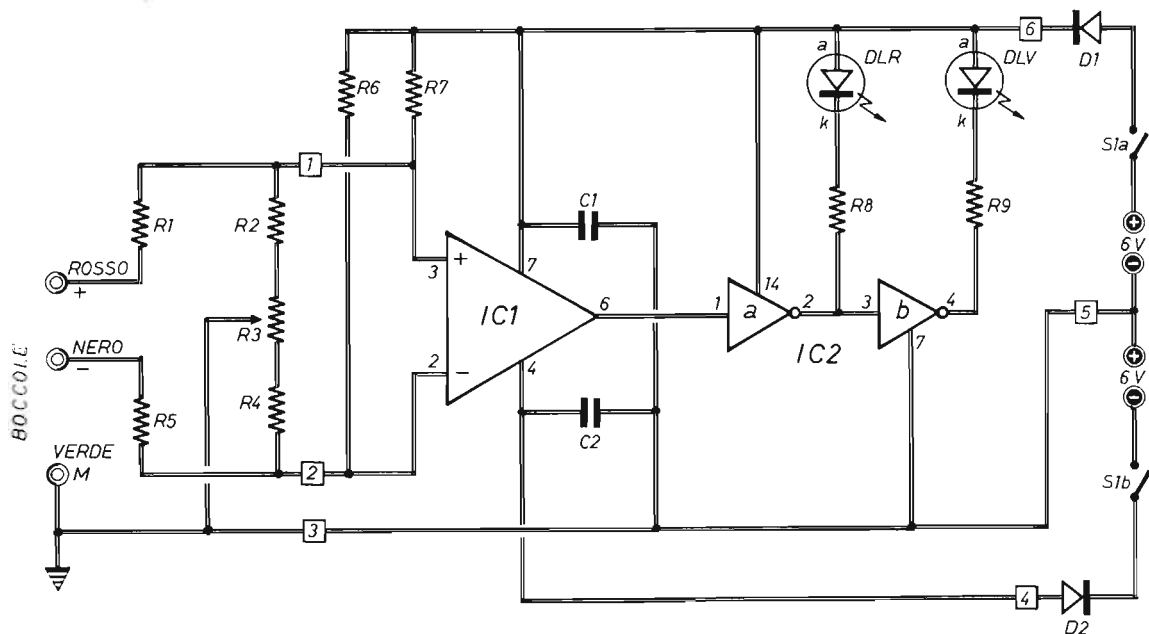 6
a
DLR
a
DLV
D1
R6
R7
k
k
S1a
1
C1
R1
R2
R8
R9
+
6 V
−
ROSSO
+
3
+
7
14
IC1
6
1
a
2
3
b
4
5
R3
IC2
7
NERO
−
2
−
4
+
6 V
−
BOCCOLE
R5
R4
C2
VERDE
M
2
S1b
3
4
D2